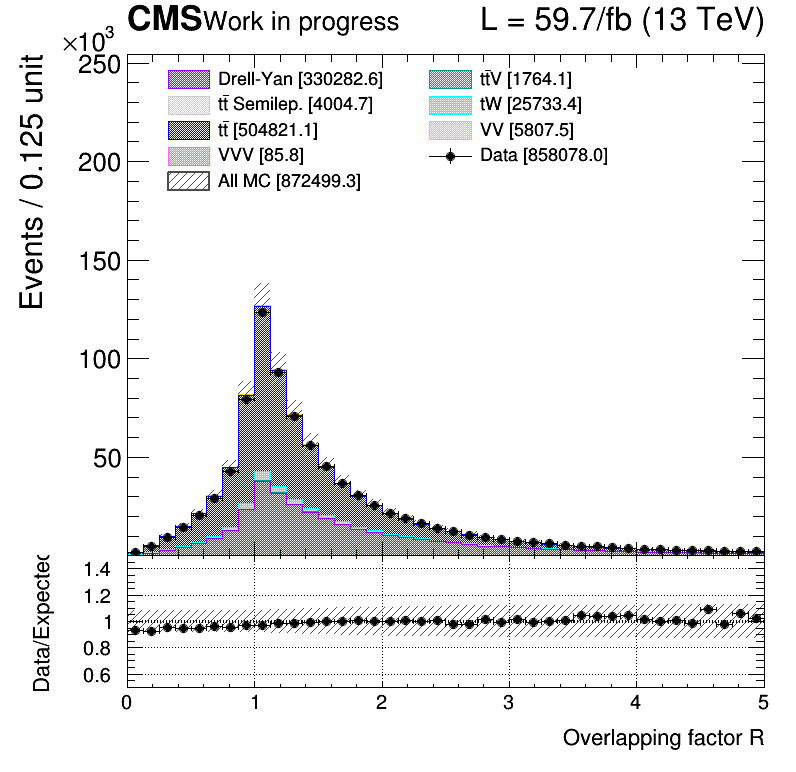 CMS Work in progress L = 59.7/fb (13 TeV)
×10³
Events / 0.125 unit
250
200
150
100
50
Drell-Yan [330282.6]
tt̄ Semilep. [4004.7]
tt̄ [504821.1]
VVV [85.8]
All MC [872499.3]
tt̄V [1764.1]
tW [25733.4]
VV [5807.5]
Data [858078.0]
Data/Expected
1.4
1.2
1
0.8
0.6
0 1 2 3 4 5
Overlapping factor R